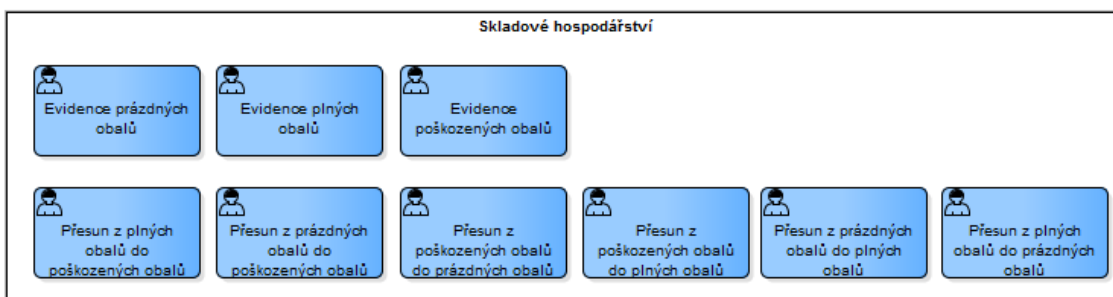 Skladové hospodářství
Evidence prázdných
obalů
Evidence plných
obalů
Evidence
poškozených obalů
Přesun z plných
obalů do
poškozených obalů
Přesun z prázdných
obalů do
poškozených obalů
Přesun z
poškozených obalů
do prázdných obalů
Přesun z
poškozených obalů
do plných obalů
Přesun z prázdných
obalů do plných
obalů
Přesun z plných
obalů do prázdných
obalů